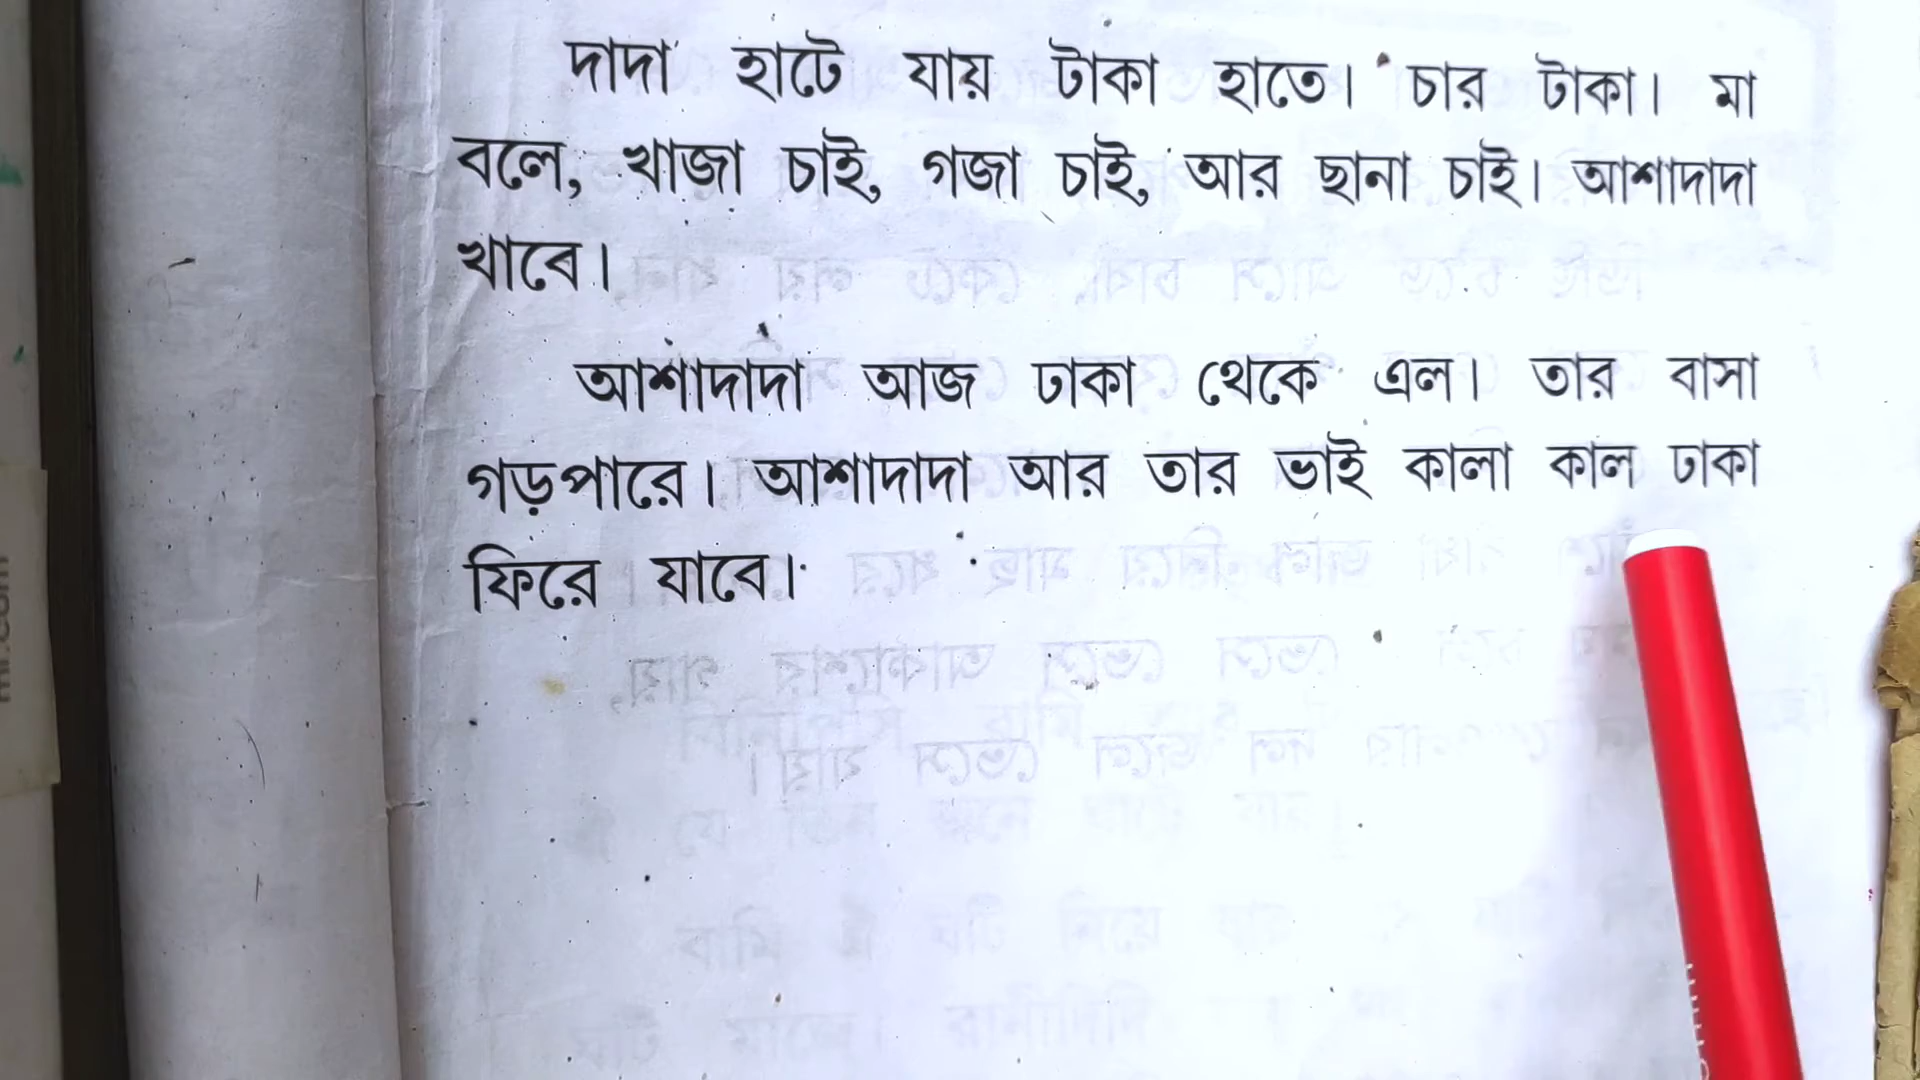 দাদা হাটে যায় টাকা হাতে। চার টাকা। মা
বলে, খাজা চাই, গজা চাই, আর ছানা চাই। আশাদাদা
খাবে।
আশাদাদা আজ ঢাকা থেকে এল। তার বাসা
গড়পারে। আশাদাদা আর তার ভাই কালা কাল ঢাকা
ফিরে যাবে।